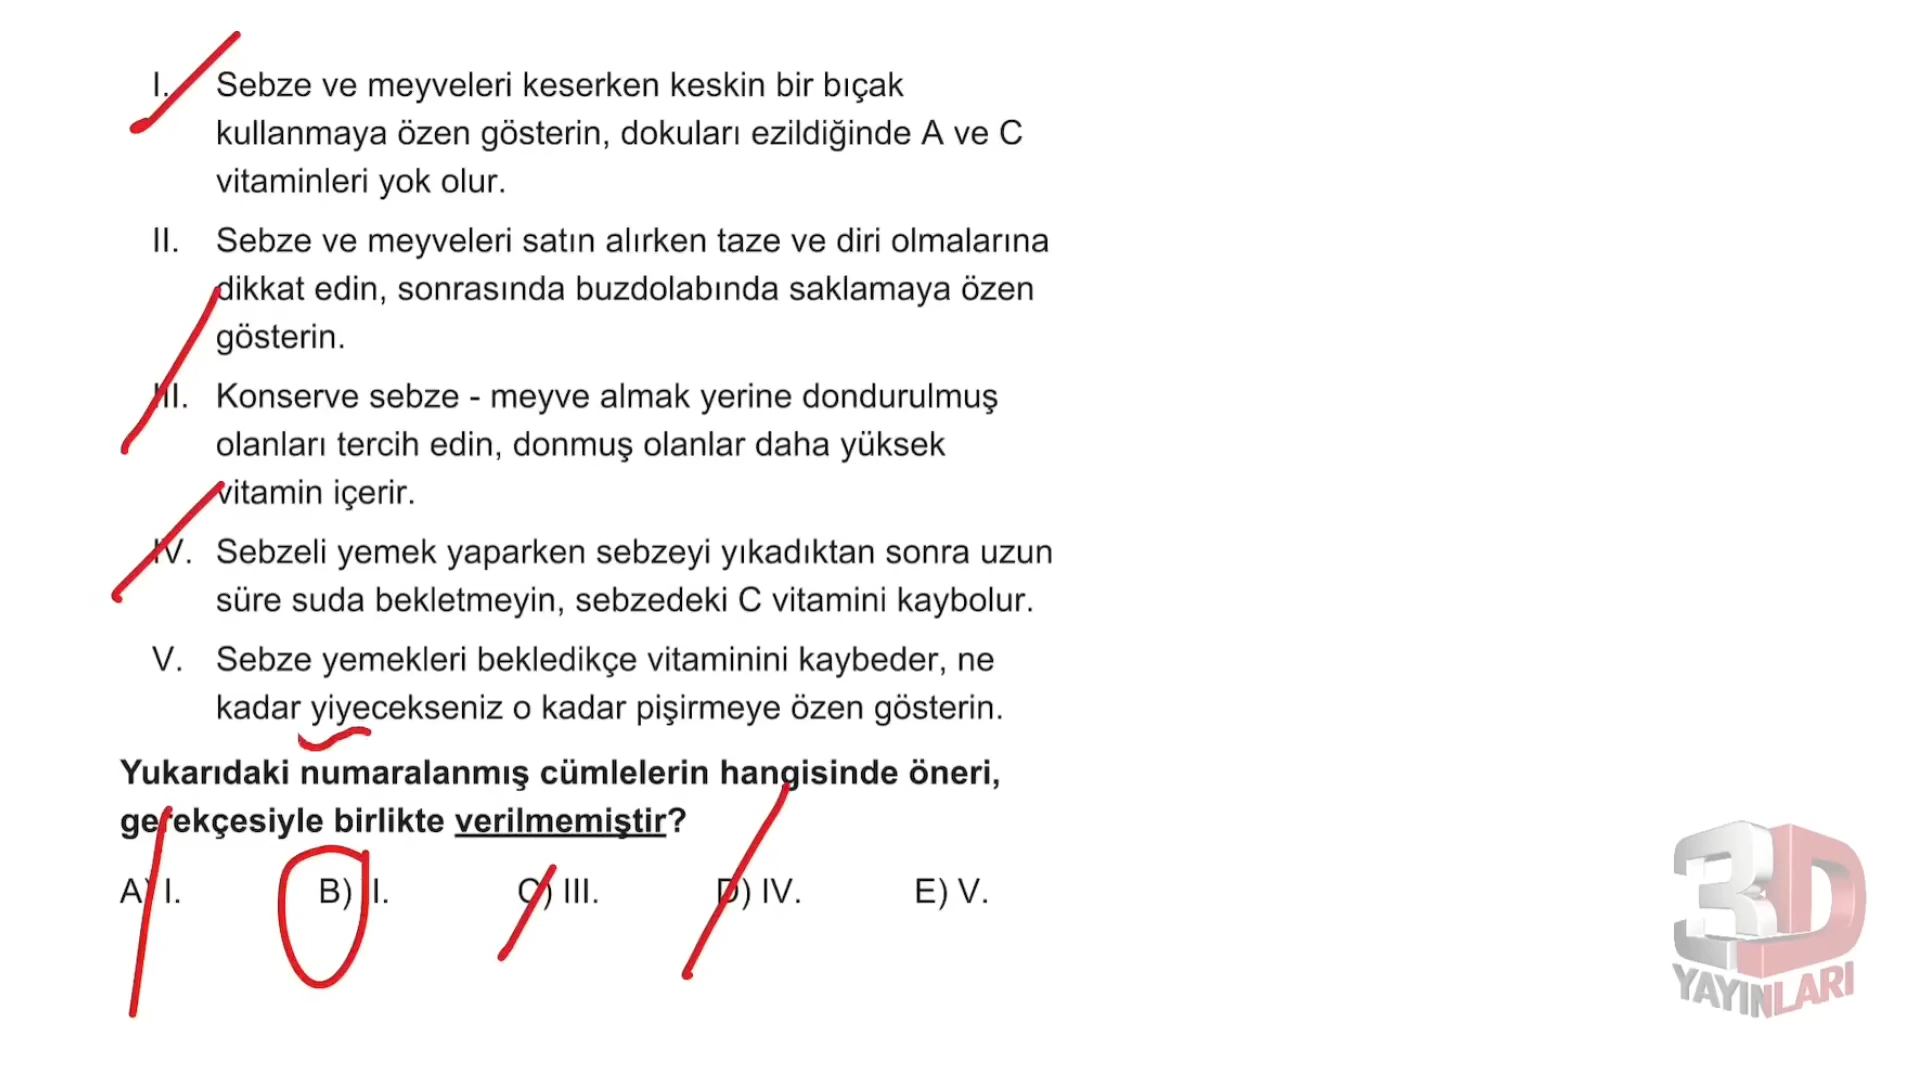 I. Sebze ve meyveleri keserken keskin bir bıçak
kullanmaya özen gösterin, dokuları ezildiğinde A ve C
vitaminleri yok olur.
II. Sebze ve meyveleri satın alırken taze ve diri olmalarına
dikkat edin, sonrasında buzdolabında saklamaya özen
gösterin.
III. Konserve sebze - meyve almak yerine dondurulmuş
olanları tercih edin, donmuş olanlar daha yüksek
vitamin içerir.
IV. Sebzeli yemek yaparken sebzeyi yıkadıktan sonra uzun
süre suda bekletmeyin, sebzedeki C vitamini kaybolur.
V. Sebze yemekleri bekledikçe vitaminini kaybeder, ne
kadar yiyecekseniz o kadar pişirmeye özen gösterin.
Yukarıdaki numaralanmış cümlelerin hangisinde öneri,
gerekçesiyle birlikte verilmemiştir?
A) I. B) II. C) III. D) IV. E) V.
3D
YAYINLARI